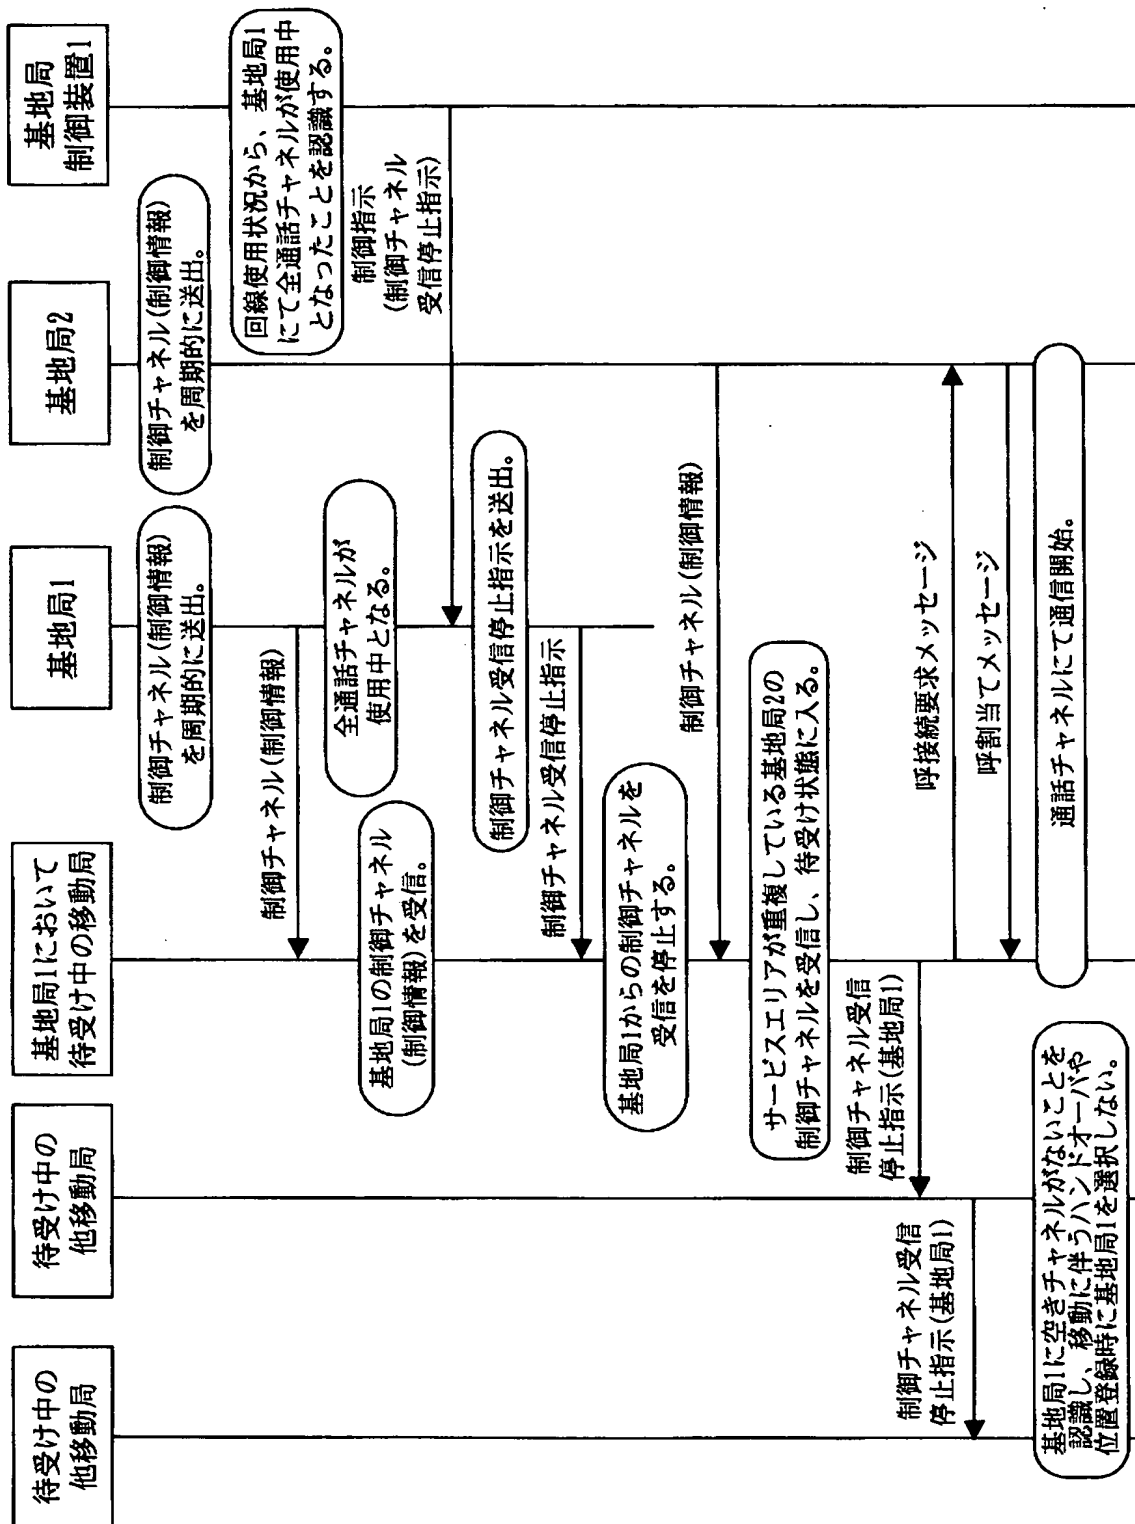 待受け中の
他移動局
待受け中の
他移動局
基地局1において
待受け中の移動局
基地局1
基地局2
基地局
制御装置1
制御チャネル(制御情報)
を周期的に送出。
制御チャネル(制御情報)
を周期的に送出。
回線使用状況から、基地局1
にて全通話チャネルが使用中
となったことを認識する。
制御チャネル(制御情報)
全通話チャネルが
使用中となる。
基地局1の制御チャネル
(制御情報)を受信。
制御指示
(制御チャネル
受信停止指示)
制御チャネル受信停止指示を送出。
制御チャネル受信停止指示
基地局1からの制御チャネルを
受信を停止する。
制御チャネル(制御情報)
サービスエリアが重複している基地局2の
制御チャネルを受信し、待受け状態に入る。
制御チャネル受信
停止指示(基地局1)
呼接続要求メッセージ
制御チャネル受信
停止指示(基地局1)
呼割当てメッセージ
通話チャネルにて通信開始。
基地局1に空きチャネルがないことを
認識し、移動に伴うハンドオーバや
位置登録時に基地局1を選択しない。